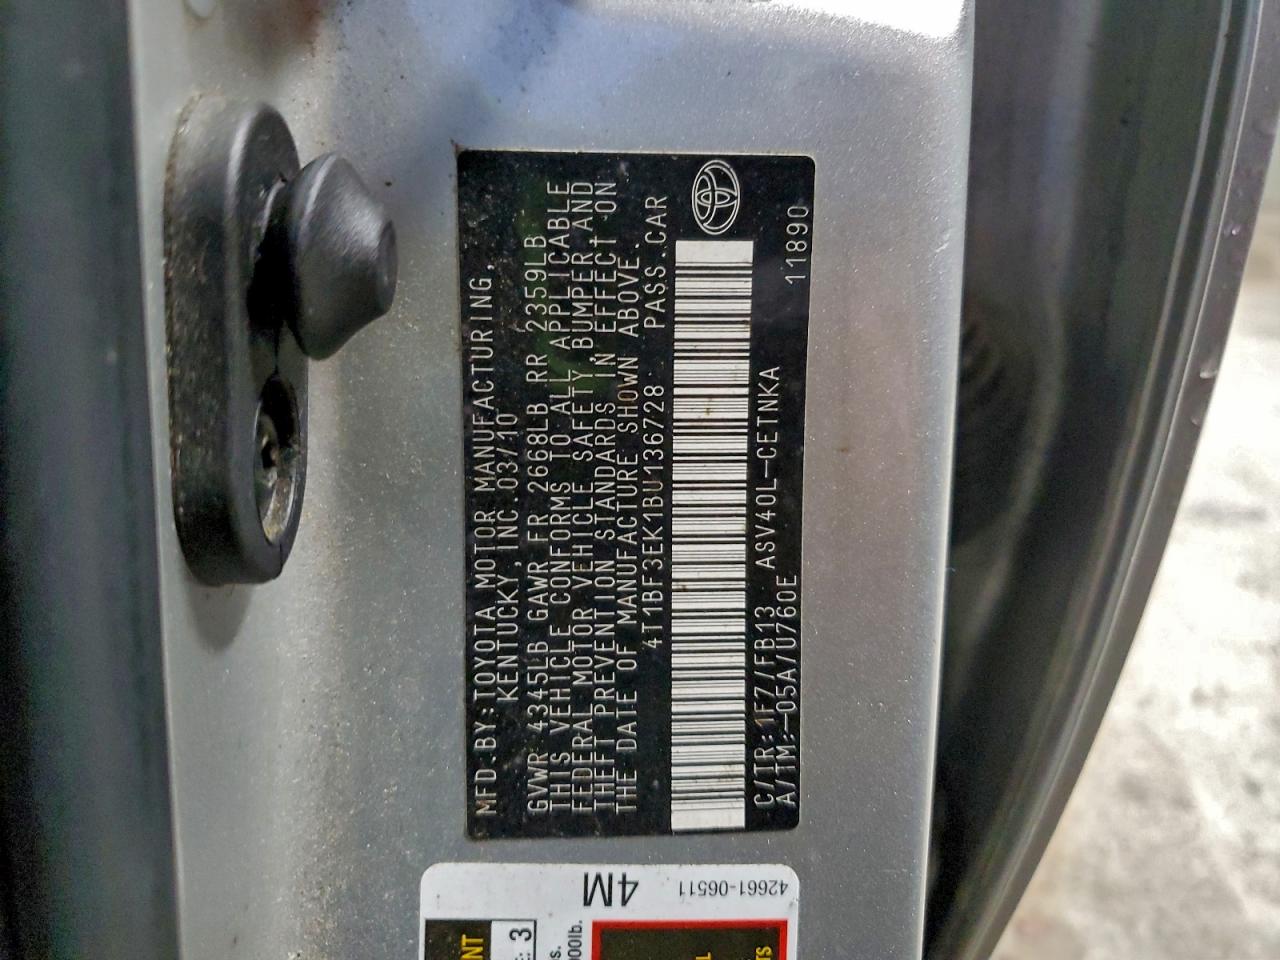 MFD.BY:TOYOTA MOTOR MANUFACTURING,
KENTUCKY, INC. 03/10
GVWR 4345LB GAWR FR 2668LB RR 2359LB
THIS VEHICLE CONFORMS TO ALL APPLICABLE
FEDERAL MOTOR VEHICLE SAFETY, BUMPER, AND
THEFT PREVENTION STANDARDS IN EFFECT ON
THE DATE OF MANUFACTURE SHOWN ABOVE.
4T1BF3EK1BU136728 PASS.CAR
C/TR:1F7/FB13 ASV40L-CETNKA
A/TM:-05A/U760E 11890
4M
42661-06511
3